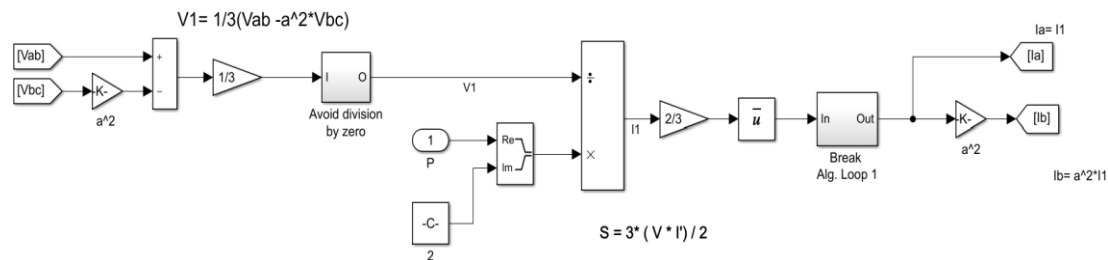 V1= 1/3(Vab -a^2*Vbc)
Ia= I1
[Vab]
+
[Ia]
[Vbc]
-K-
−
1/3
I
O
V1
÷
a^2
Avoid division
by zero
I1
2/3
u
In
Out
-K-
[Ib]
1
Re
P
Im
×
Break
Alg. Loop 1
a^2
Ib= a^2*I1
-C-
2
S = 3* ( V * I') / 2